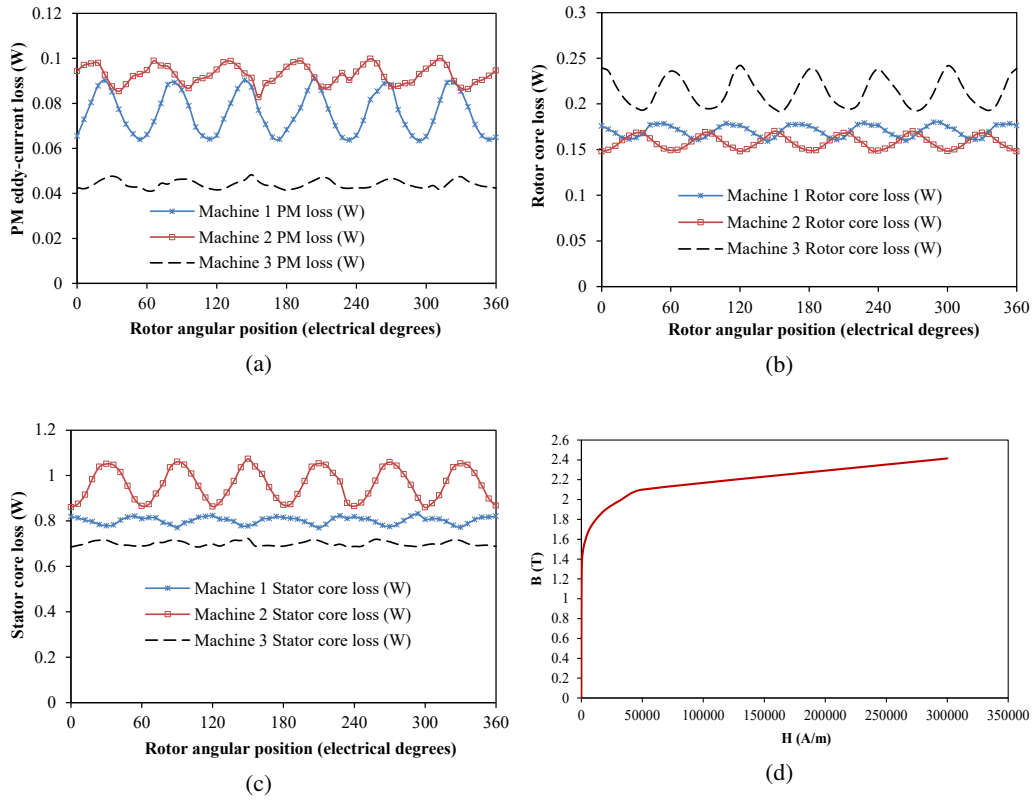 0.12
0.1
0.08
0.06
0.04
0.02
0
PM eddy-current loss (W)
Machine 1 PM loss (W)
Machine 2 PM loss (W)
Machine 3 PM loss (W)
0 60 120 180 240 300 360
Rotor angular position (electrical degrees)
(a)
0.3
0.25
0.2
0.15
0.1
0.05
0
Rotor core loss (W)
Machine 1 Rotor core loss (W)
Machine 2 Rotor core loss (W)
Machine 3 Rotor core loss (W)
0 60 120 180 240 300 360
Rotor angular position (electrical degrees)
(b)
1.2
1
0.8
0.6
0.4
0.2
0
Stator core loss (W)
Machine 1 Stator core loss (W)
Machine 2 Stator core loss (W)
Machine 3 Stator core loss (W)
0 60 120 180 240 300 360
Rotor angular position (electrical degrees)
(c)
2.6
2.4
2.2
2
1.8
1.6
1.4
1.2
1
0.8
0.6
0.4
0.2
0
B (T)
0 50000 100000 150000 200000 250000 300000 350000
H (A/m)
(d)